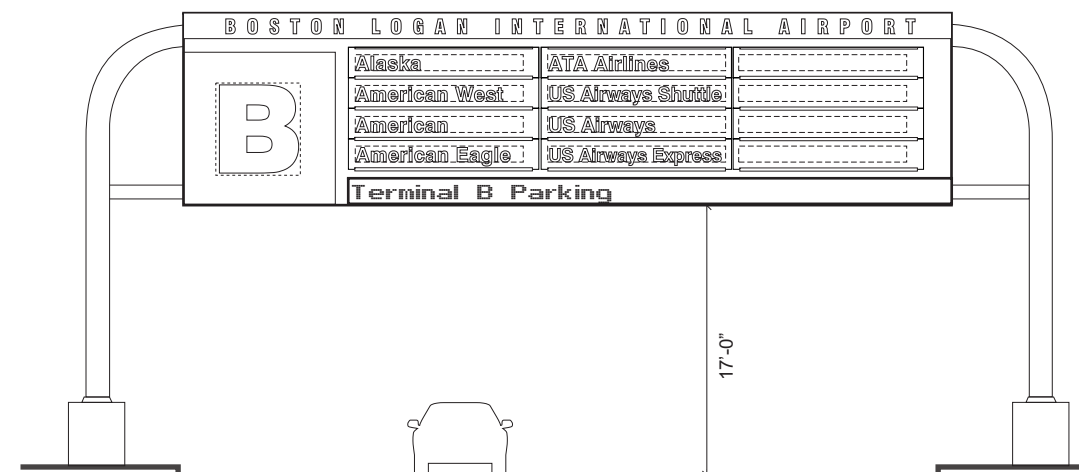 BOSTON LOGAN INTERNATIONAL AIRPORT
B
Alaska
American West
American
American Eagle
ATA Airlines
US Airways Shuttle
US Airways
US Airways Express
Terminal B Parking
17'-0"